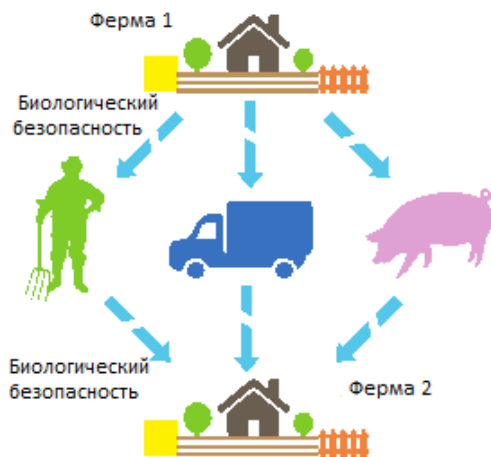 Ферма 1
Биологический
безопасность
Биологический
безопасность
Ферма 2